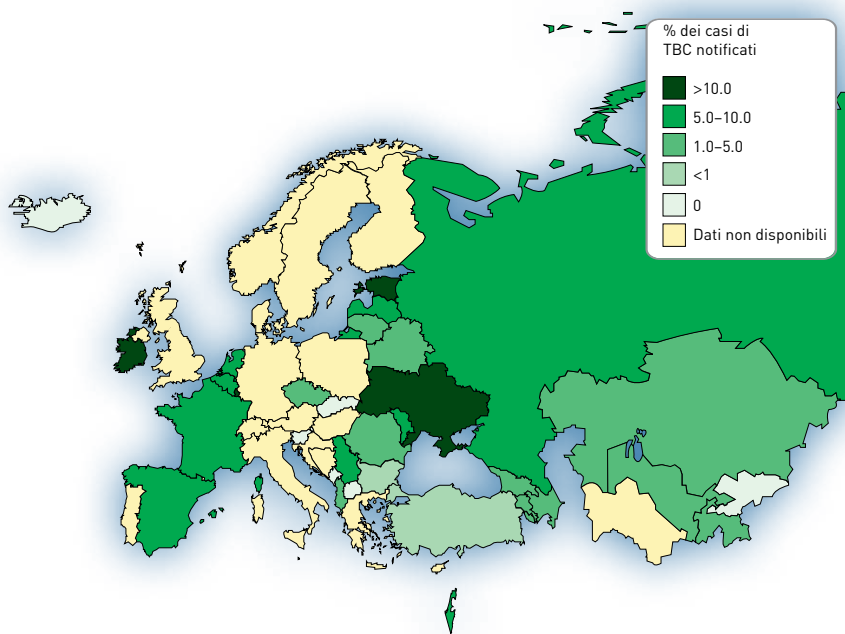 % dei casi di
TBC notificati
>10.0
5.0–10.0
1.0–5.0
<1
0
Dati non disponibili